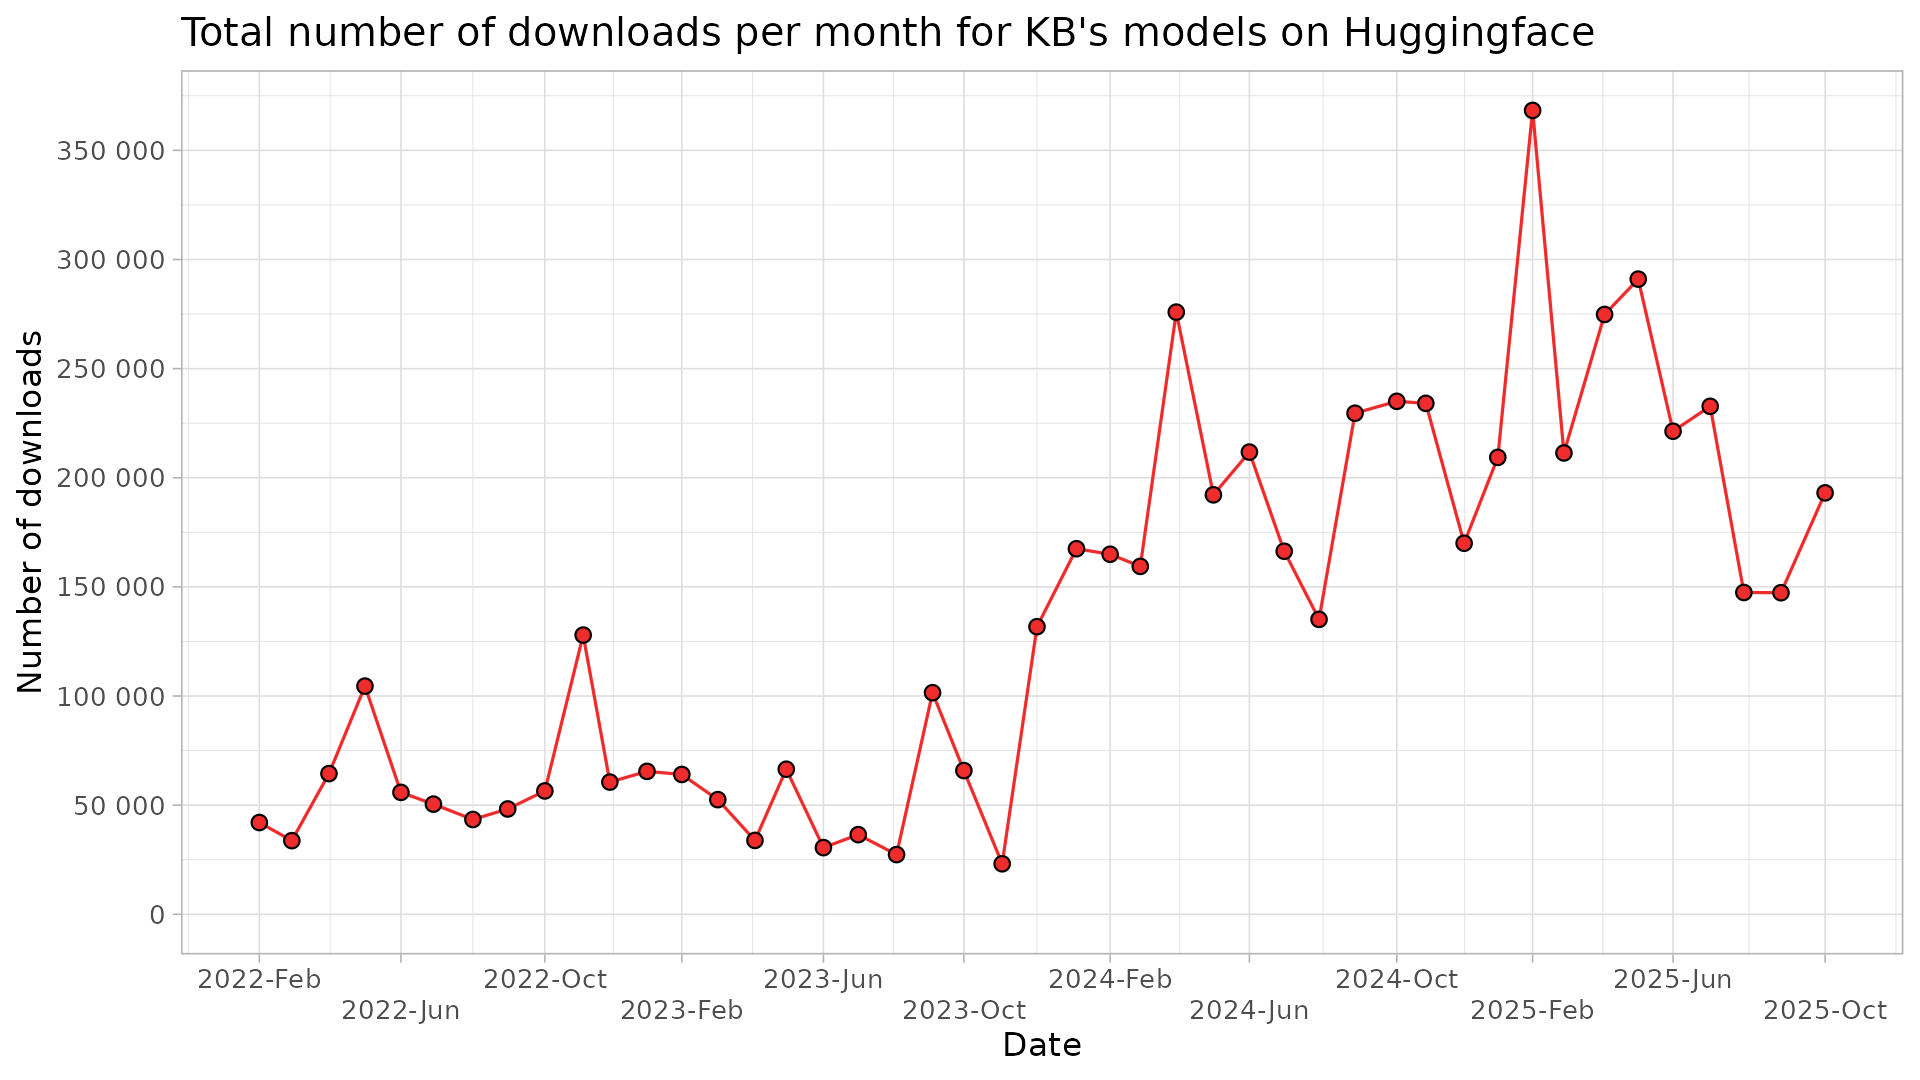 Total number of downloads per month for KB's models on Huggingface
Number of downloads
350 000
300 000
250 000
200 000
150 000
100 000
50 000
0
2022-Feb
2022-Jun
2022-Oct
2023-Feb
2023-Jun
2023-Oct
2024-Feb
2024-Jun
2024-Oct
2025-Feb
2025-Jun
2025-Oct
Date